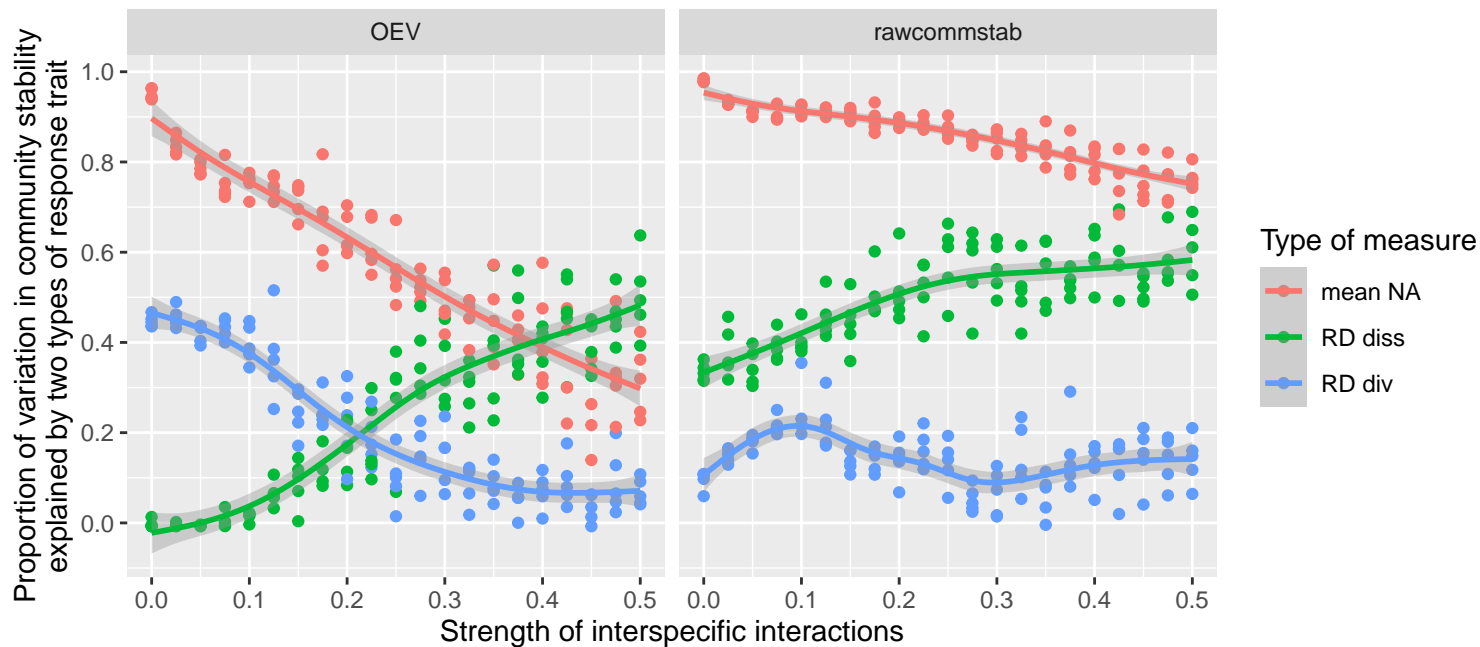 Proportion of variation in community stability
explained by two types of response trait
OEV
rawcommstab
1.0
0.8
0.6
0.4
0.2
0.0
0.0 0.1 0.2 0.3 0.4 0.5
0.0 0.1 0.2 0.3 0.4 0.5
Strength of interspecific interactions
Type of measure
mean NA
RD diss
RD div